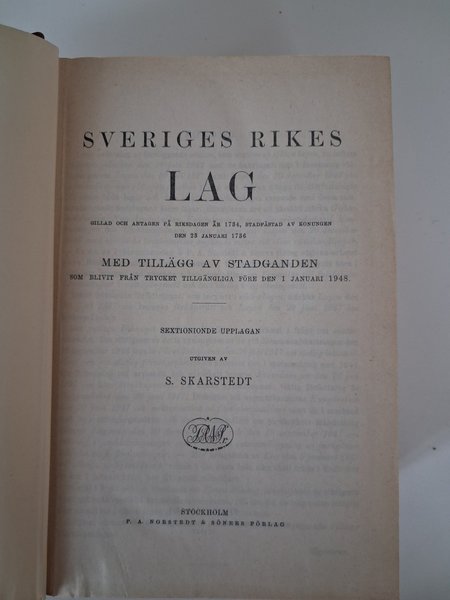 SVERIGES RIKES
LAG
GILLAD OCH ANTAGEN PÅ RIKSDAGEN ÅR 1734, STADFÄSTAD AV KONUNGEN
DEN 23 JANUARI 1736
MED TILLÄGG AV STADGANDEN
SOM BLIVIT FRÅN TRYCKET TILLGÄNGLIGA FÖRE DEN 1 JANUARI 1948.
SEXTIONIONDE UPPLAGAN
UTGIVEN AV
S. SKARSTEDT
STOCKHOLM
P. A. NORSTEDT & SÖNERS FÖRLAG